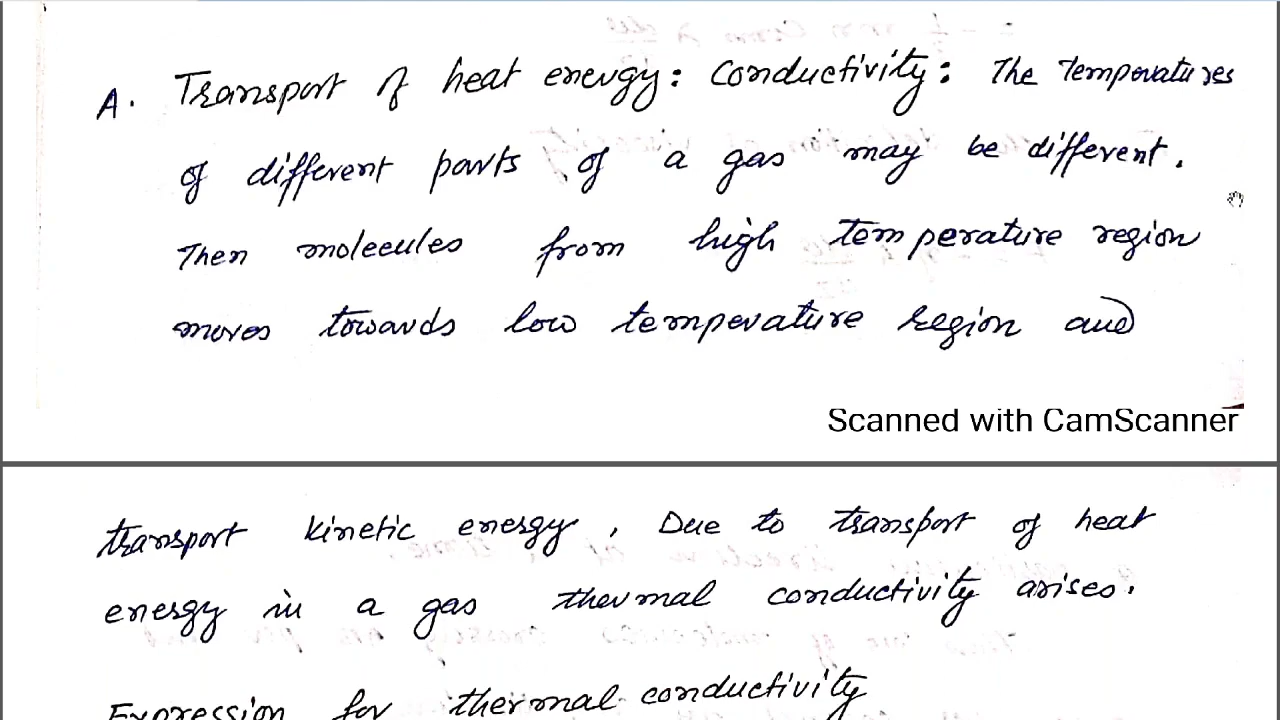 A. Transport of heat energy: Conductivity: The Temperatures
of different parts of a gas may be different.
Then molecules from high temperature region
moves towards low temperature region and
Scanned with CamScanner
transport kinetic energy. Due to transport of heat
energy in a gas thermal conductivity arises.
Expression for thermal conductivity